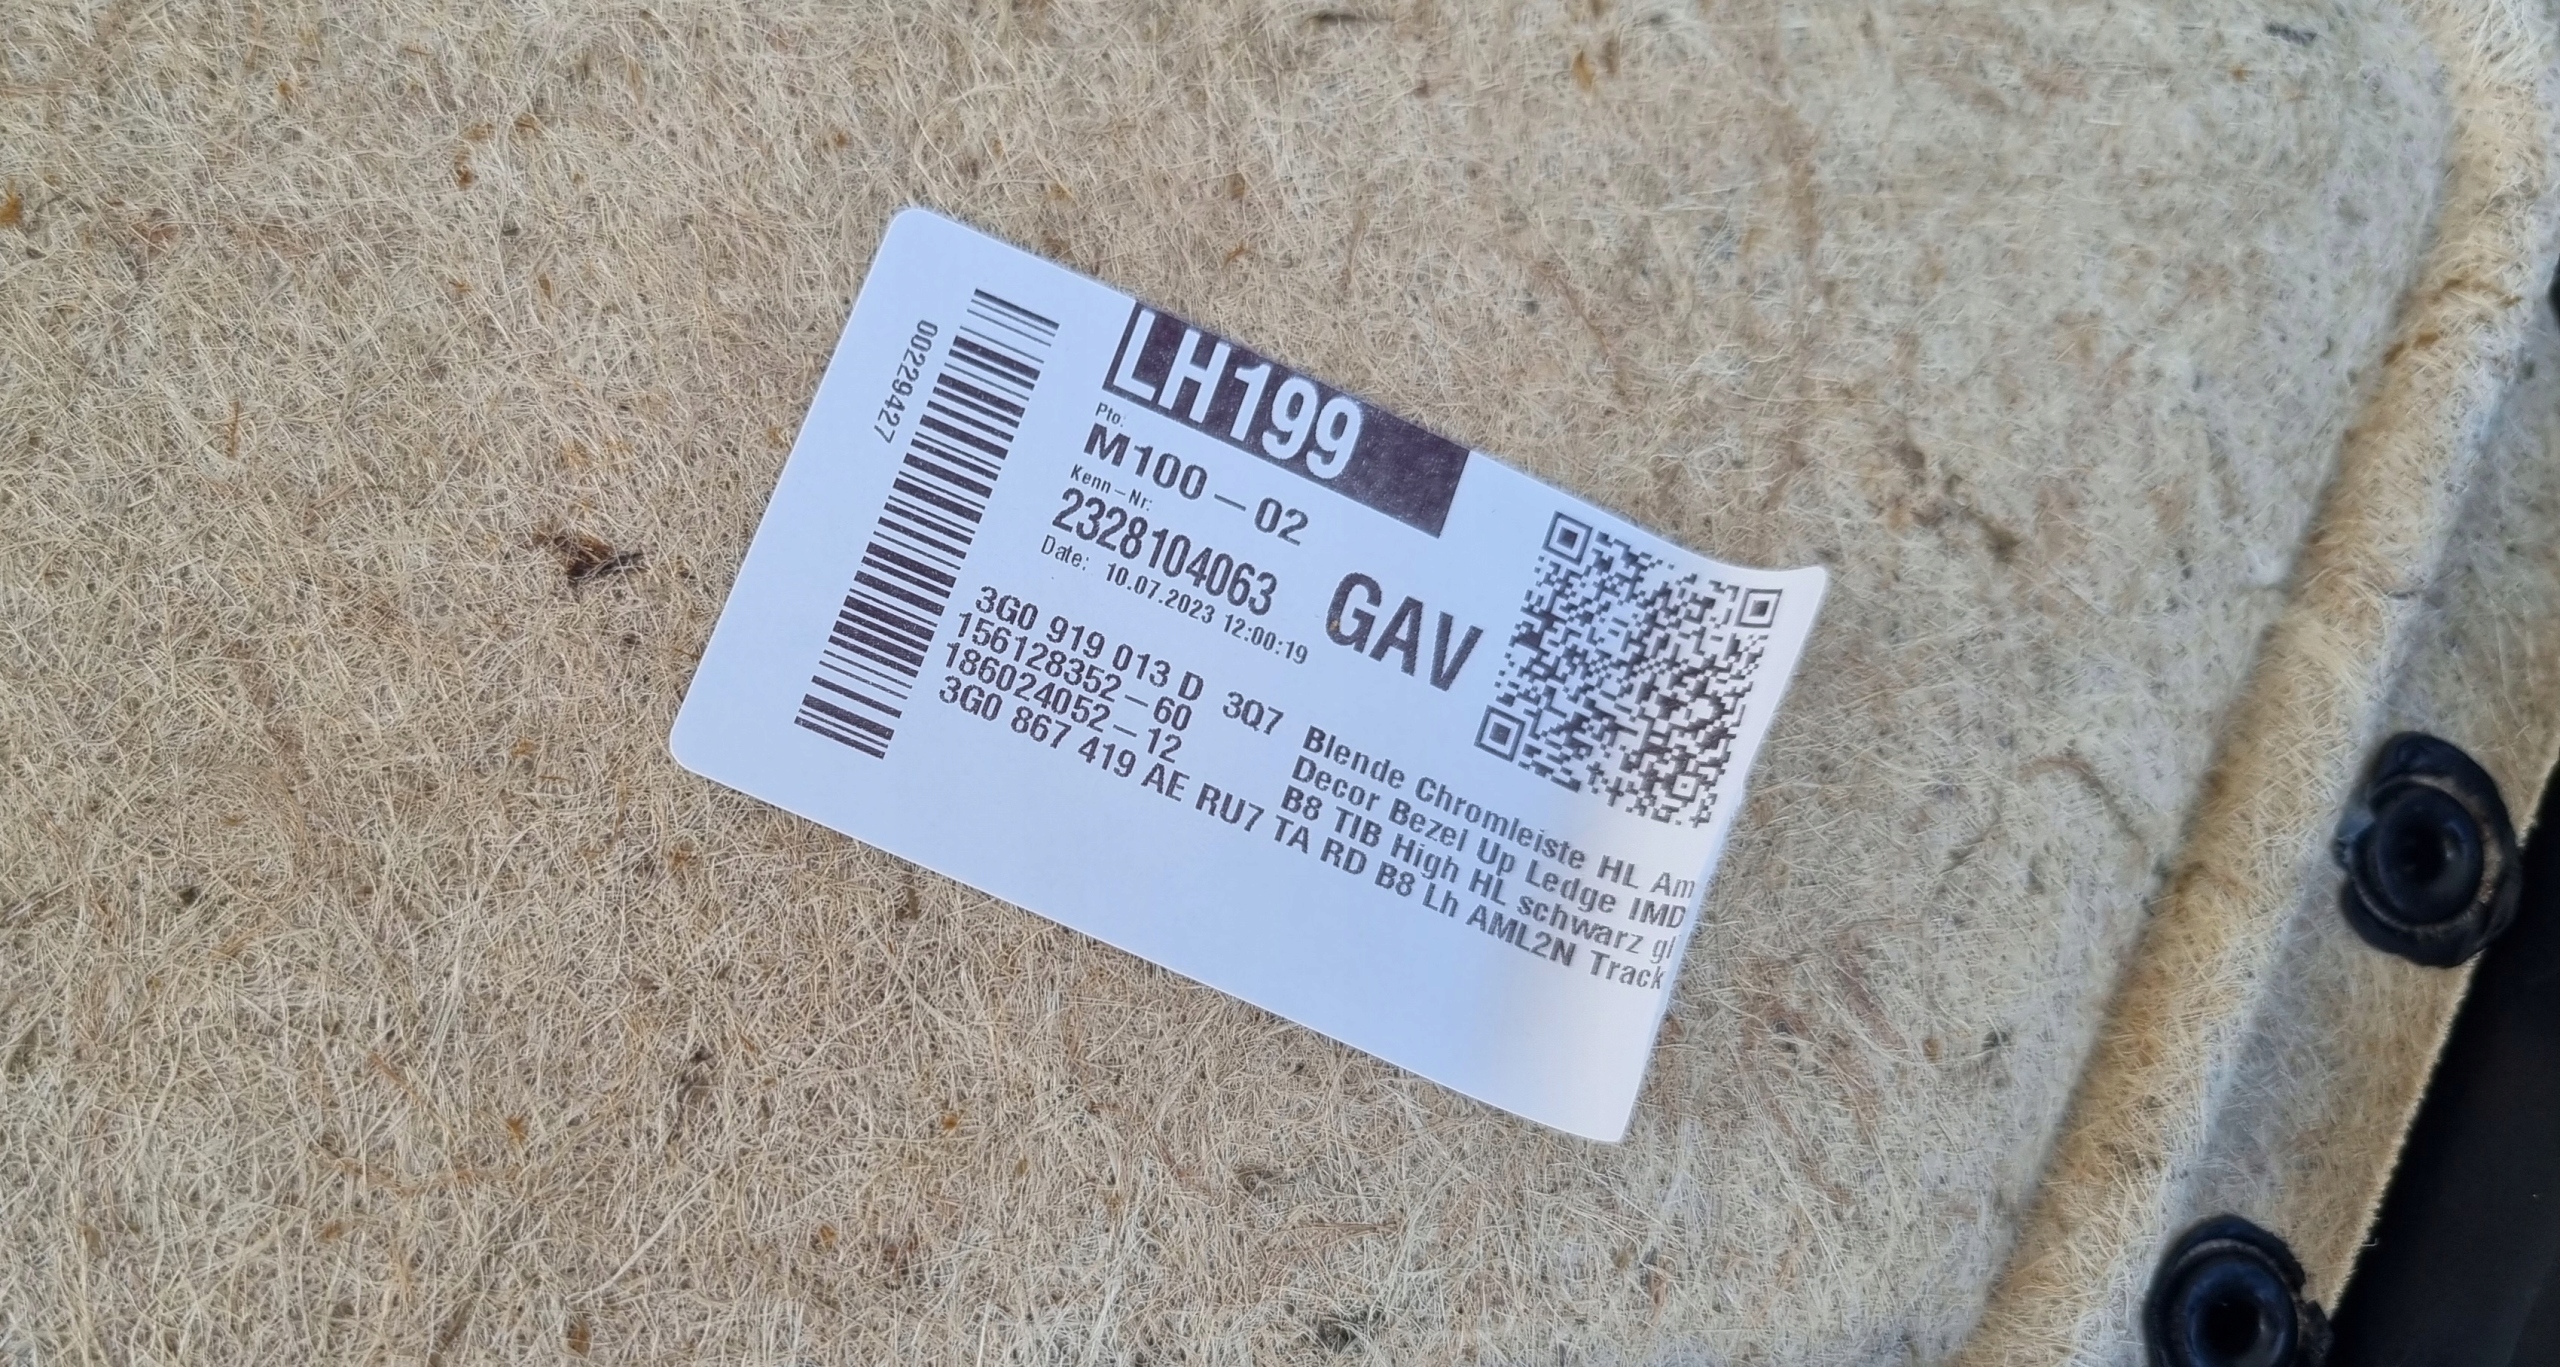 00229427
LH199
Pto:
M100-02
Kenn-Nr:
2328104063 GAV
Date: 10.07.2023 12:00:19
3G0 919 013 D 3Q7 Blende Chromleiste HL Am
156128352-60 Decor Bezel Up Ledge IMD
186024052-12 B8 TIB High HL schwarz gl
3G0 867 419 AE RU7 TA RD B8 Lh AML2N Track